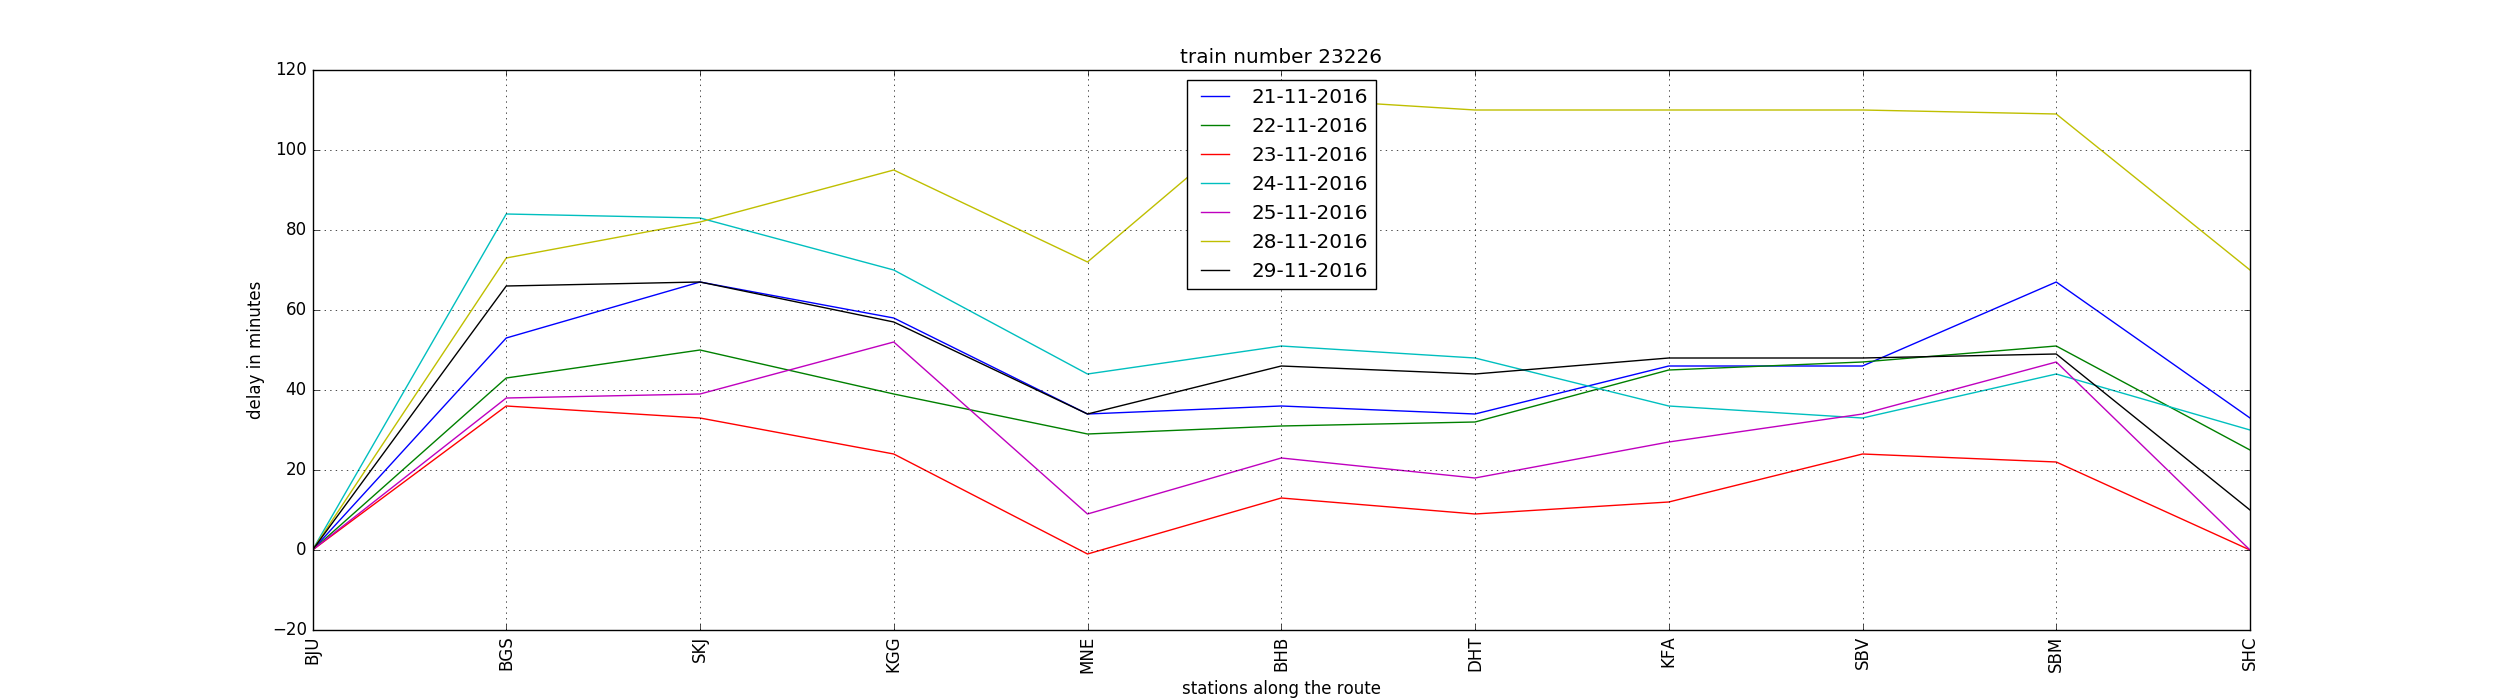 train number 23226
120
100
80
60
40
20
0
−20
delay in minutes
21-11-2016
22-11-2016
23-11-2016
24-11-2016
25-11-2016
28-11-2016
29-11-2016
BJU
BGS
SKJ
KGG
MNE
BHB
DHT
KFA
SBV
SBM
SHC
stations along the route